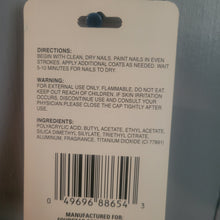 DIRECTIONS:
BEGIN WITH CLEAN, DRY NAILS. PAINT NAILS IN EVEN
STROKES. APPLY ADDITIONAL COATS AS NEEDED. WAIT
5-10 MINUTES FOR NAILS TO DRY.
WARNING:
FOR EXTERNAL USE ONLY. FLAMMABLE, DO NOT EAT.
KEEP OUT OF REACH OF CHILDREN. IF SKIN IRRITATION
OCCURS, DISCONTINUE USE AND CONSULT YOUR
PHYSICIAN. PLEASE CLOSE THE CAP TIGHTLY AFTER
USE.
INGREDIENTS:
POLYACRYLIC ACID, BUTYL ACETATE, ETHYL ACETATE,
SILICA DIMETHYL SILYLATE, TRIETHYL CITRATE,
ALUMINUM, FRAGRANCE, TITANIUM DIOXIDE (CI 77891)
0 49696 88654 3
MANUFACTURED FOR: